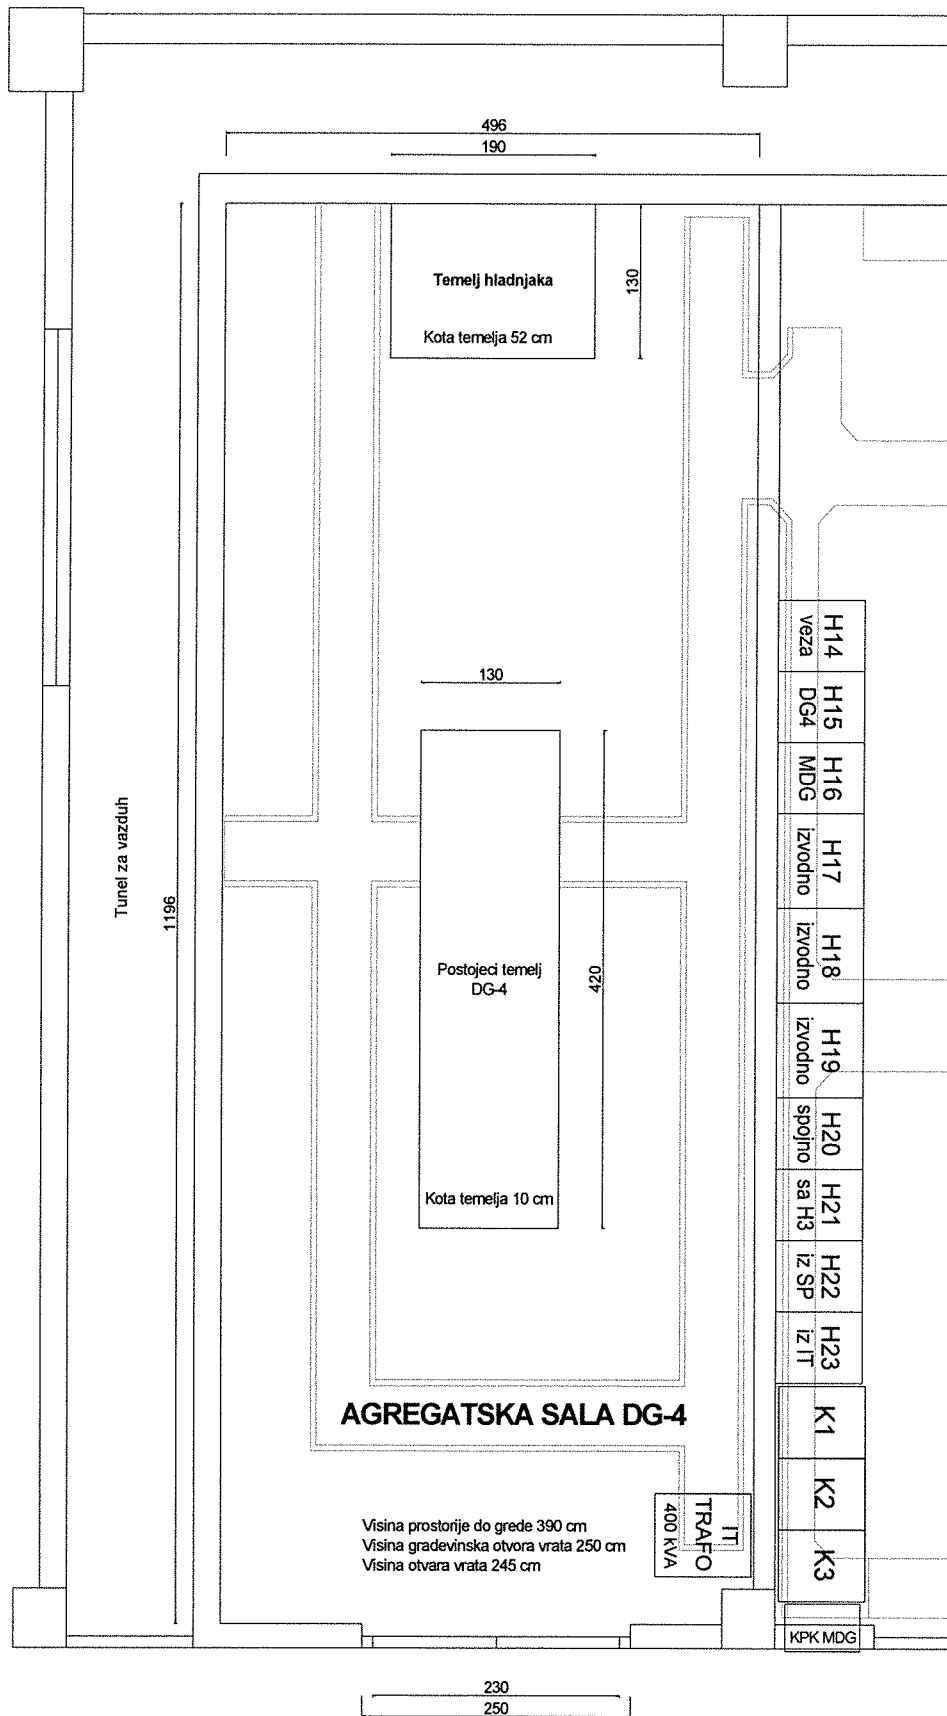 496
190
Temelj hladnjaka
130
Kota temelja 52 cm
H14
veza
130
H15
DG4
H16
MDG
Tunel za vazduh
1196
H17
izvodno
H18
izvodno
Postojeci temelj
DG-4
420
H19
izvodno
H20
spojno
Kota temelja 10 cm
H21
sa H3
H22
iz SP
H23
iz IT
AGREGATSKA SALA DG-4
K1
K2
K3
IT
TRAFO
400 kVA
Visina prostorije do grede 390 cm
Visina gradevinska otvora vrata 250 cm
Visina otvara vrata 245 cm
KPK MDG
230
250